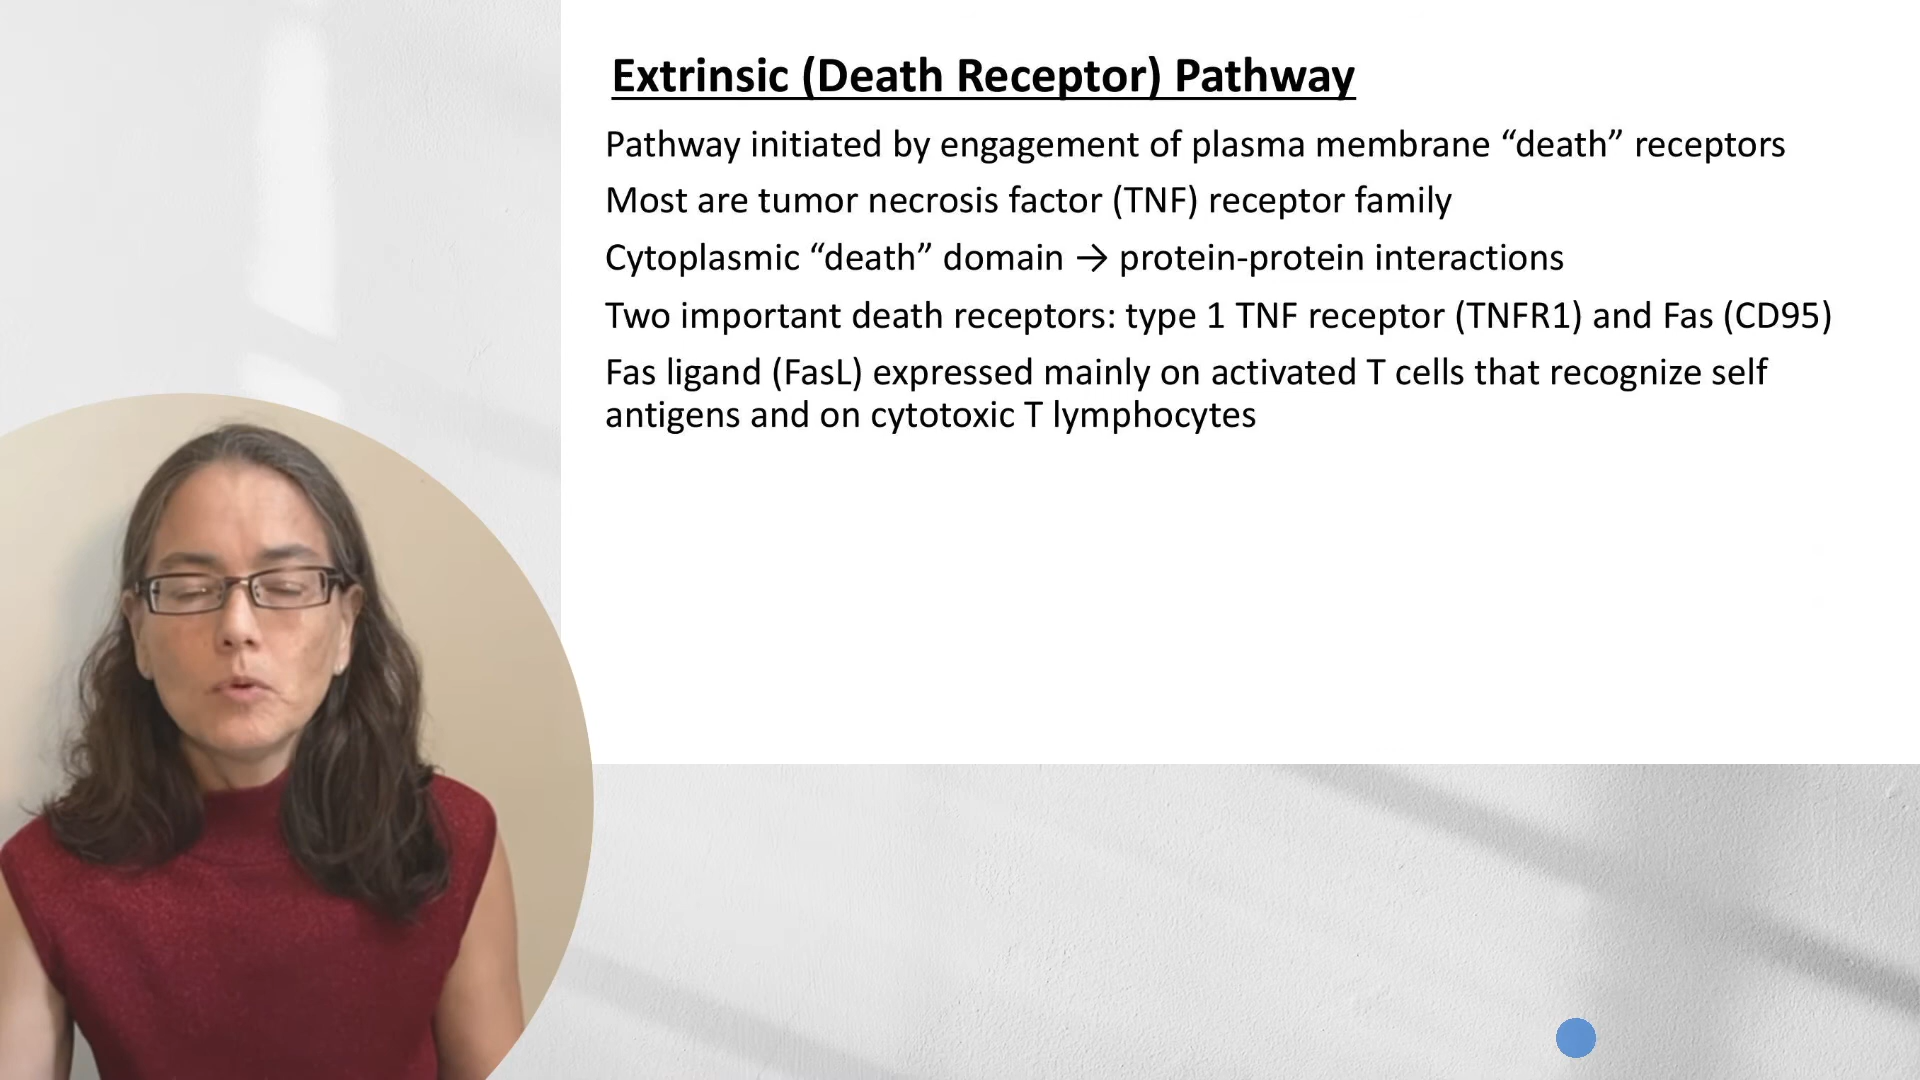 Extrinsic (Death Receptor) Pathway
Pathway initiated by engagement of plasma membrane “death” receptors
Most are tumor necrosis factor (TNF) receptor family
Cytoplasmic “death” domain → protein-protein interactions
Two important death receptors: type 1 TNF receptor (TNFR1) and Fas (CD95)
Fas ligand (FasL) expressed mainly on activated T cells that recognize self
antigens and on cytotoxic T lymphocytes